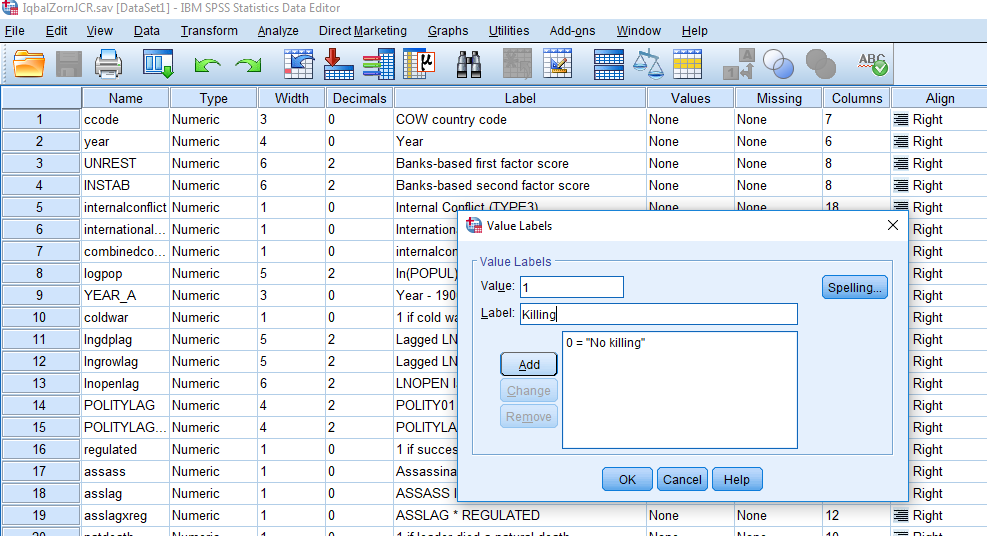 IqbalZornJCR.sav [DataSet1] - IBM SPSS Statistics Data Editor
File Edit View Data Transform Analyze Direct Marketing Graphs Utilities Add-ons Window Help
Name Type Width Decimals Label Values Missing Columns Align
1 ccode Numeric 3 0 COW country code None None 7 Right
2 year Numeric 4 0 Year None None 6 Right
3 UNREST Numeric 6 2 Banks-based first factor score None None 8 Right
4 INSTAB Numeric 6 2 Banks-based second factor score None None 8 Right
5 internalconflict Numeric 1 0 Internal Conflict (TYPE3) None None 18 Right
6 international... Numeric 1 0 Internation Right
7 combinedco... Numeric 1 0 internalcon Right
8 logpop Numeric 5 2 ln(POPUL) Right
9 YEAR_A Numeric 3 0 Year - 190 Right
10 coldwar Numeric 1 0 1 if cold wa Right
11 lngdplag Numeric 5 2 Lagged LN Right
12 lngrowlag Numeric 5 2 Lagged LN Right
13 lnopenlag Numeric 6 2 LNOPEN l Right
14 POLITYLAG Numeric 4 2 POLITY01 Right
15 POLITYLAG... Numeric 4 2 POLITYLA Right
16 regulated Numeric 1 0 1 if succes Right
17 assass Numeric 1 0 Assassina Right
18 asslag Numeric 1 0 ASSASS l Right
19 asslagxreg Numeric 1 0 ASSLAG * REGULATED None None 12 Right
Value Labels
Value Labels
Value: 1
Spelling...
Label: Killing
0 = "No killing"
Add
Change
Remove
OK Cancel Help